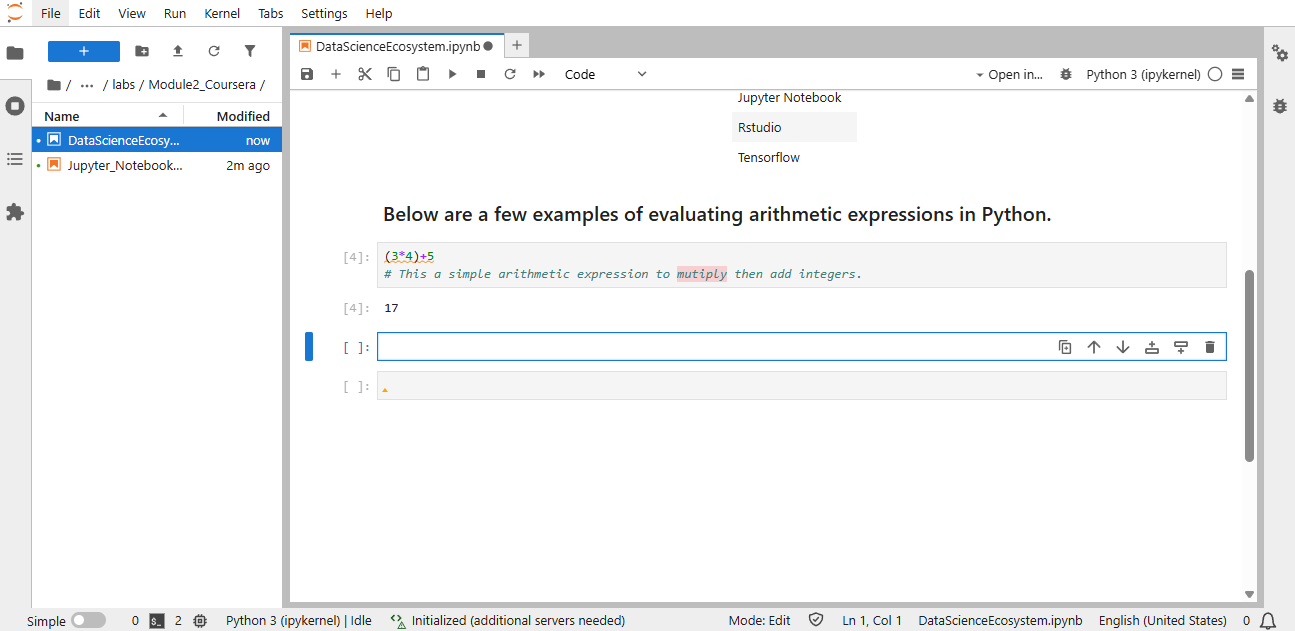 File Edit View Run Kernel Tabs Settings Help
+
/ ... / labs / Module2_Coursera /
Name Modified
DataScienceEcosy... now
Jupyter_Notebook... 2m ago
DataScienceEcosystem.ipynb
Code
Open in...
Python 3 (ipykernel)
Jupyter Notebook
Rstudio
Tensorflow
Below are a few examples of evaluating arithmetic expressions in Python.
[4]: (3*4)+5
# This a simple arithmetic expression to mutiply then add integers.
[4]: 17
[ ]:
[ ]:
Simple 0 $_ 2 Python 3 (ipykernel) | Idle Initialized (additional servers needed) Mode: Edit Ln 1, Col 1 DataScienceEcosystem.ipynb English (United States) 0